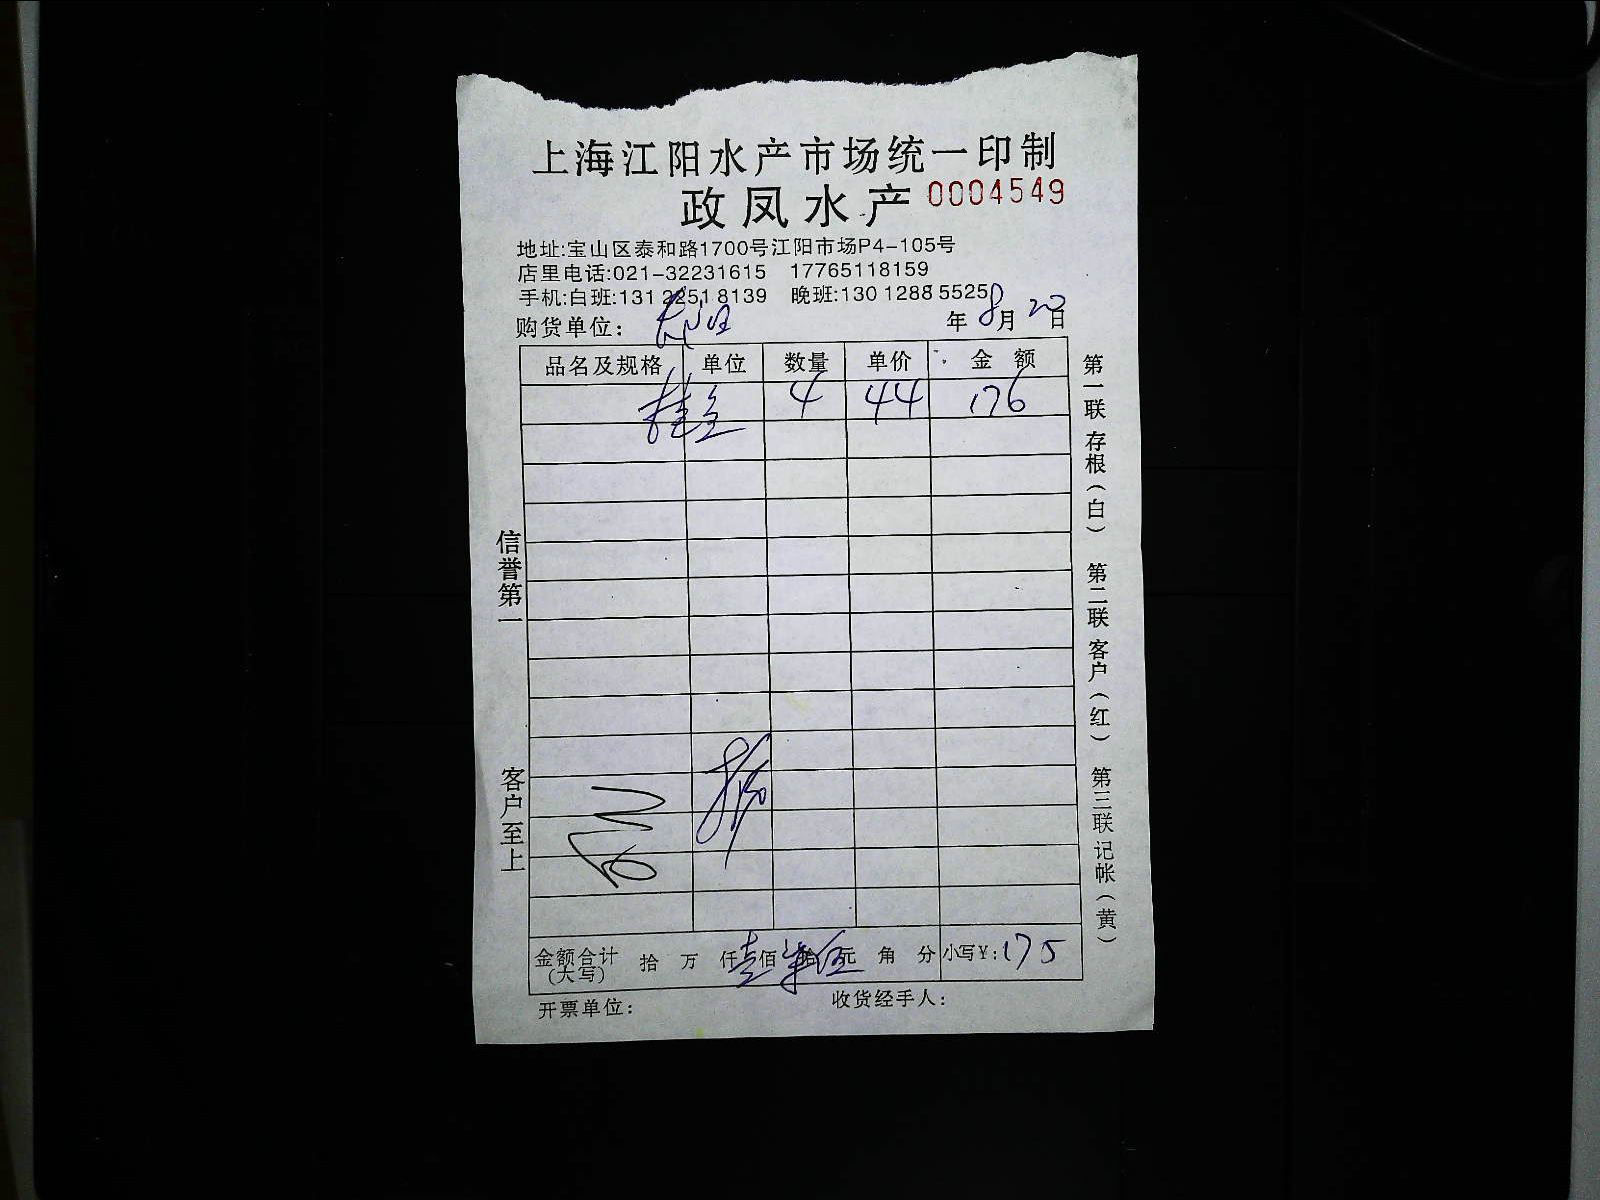 上海江阳水产市场统一印制
政凤水产 0004549
地址:宝山区泰和路1700号江阳市场P4-105号
店里电话:021-32231615 17765118159
手机:白班:131 2251 8139 晚班:130 1288 5525
购货单位: 年 8月 20日
品名及规格 单位 数量 单价 金额
桂鱼 4 44 176
信誉第一
客户至上
第一联 存根(白) 第二联 客户(红) 第三联 记帐(黄)
金额合计 拾 万 仟 壹佰 柒拾 伍元 角 分 小写¥:175
(大写)
开票单位: 收货经手人: